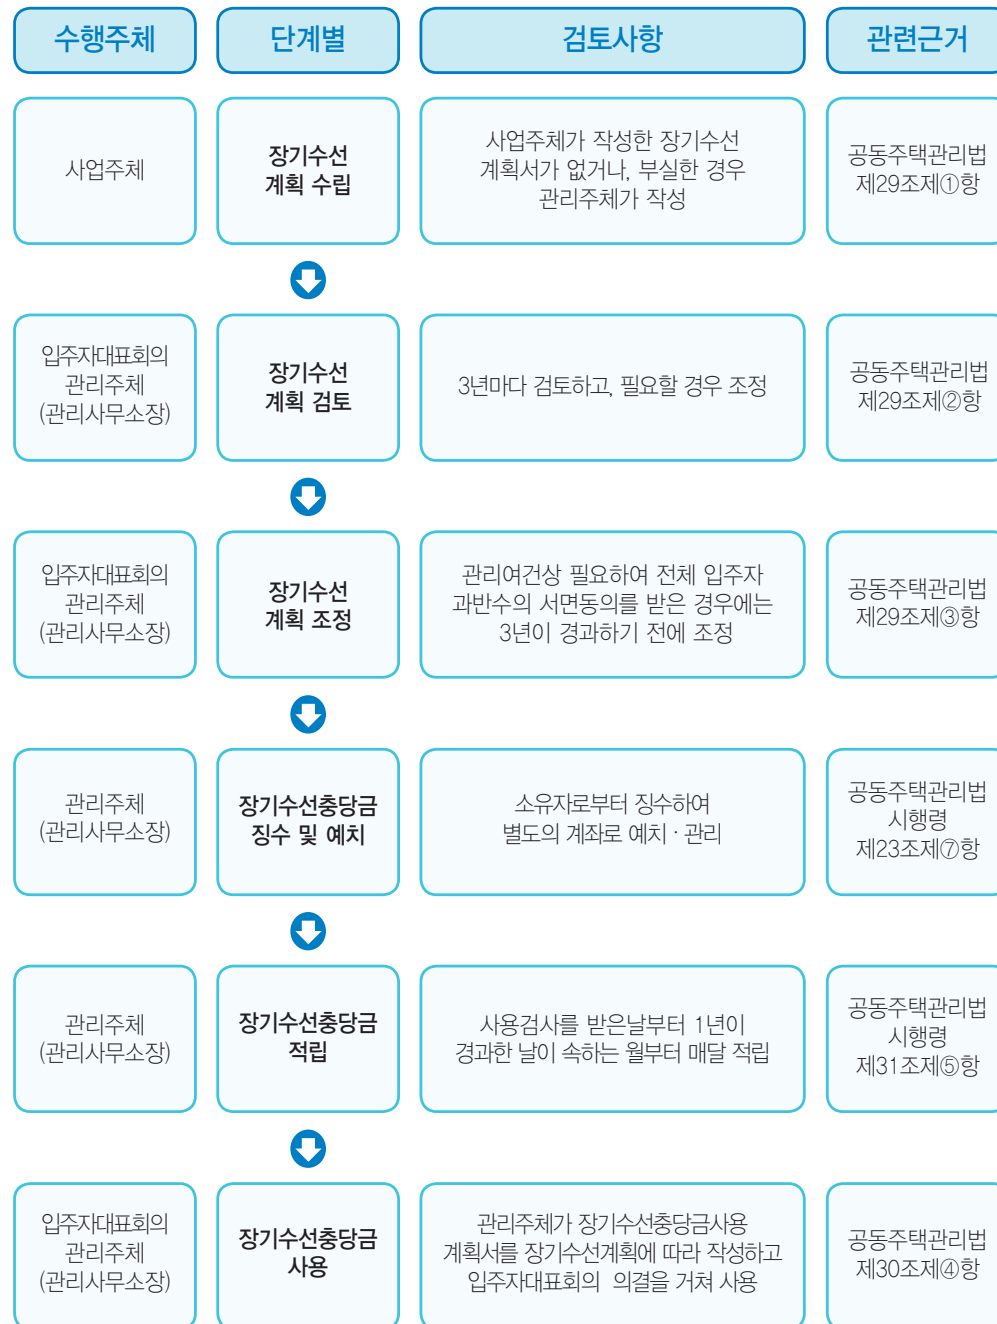 수행주체
단계별
검토사항
관련근거
사업주체
장기수선
계획 수립
사업주체가 작성한 장기수선
계획서가 없거나, 부실한 경우
관리주체가 작성
공동주택관리법
제29조제①항
입주자대표회의
관리주체
(관리사무소장)
장기수선
계획 검토
3년마다 검토하고, 필요할 경우 조정
공동주택관리법
제29조제②항
입주자대표회의
관리주체
(관리사무소장)
장기수선
계획 조정
관리여건상 필요하여 전체 입주자
과반수의 서면동의를 받은 경우에는
3년이 경과하기 전에 조정
공동주택관리법
제29조제③항
관리주체
(관리사무소장)
장기수선충당금
징수 및 예치
소유자로부터 징수하여
별도의 계좌로 예치 · 관리
공동주택관리법
시행령
제23조제⑦항
관리주체
(관리사무소장)
장기수선충당금
적립
사용검사를 받은날부터 1년이
경과한 날이 속하는 월부터 매달 적립
공동주택관리법
시행령
제31조제⑤항
입주자대표회의
관리주체
(관리사무소장)
장기수선충당금
사용
관리주체가 장기수선충당금사용
계획서를 장기수선계획에 따라 작성하고
입주자대표회의 의결을 거쳐 사용
공동주택관리법
제30조제④항